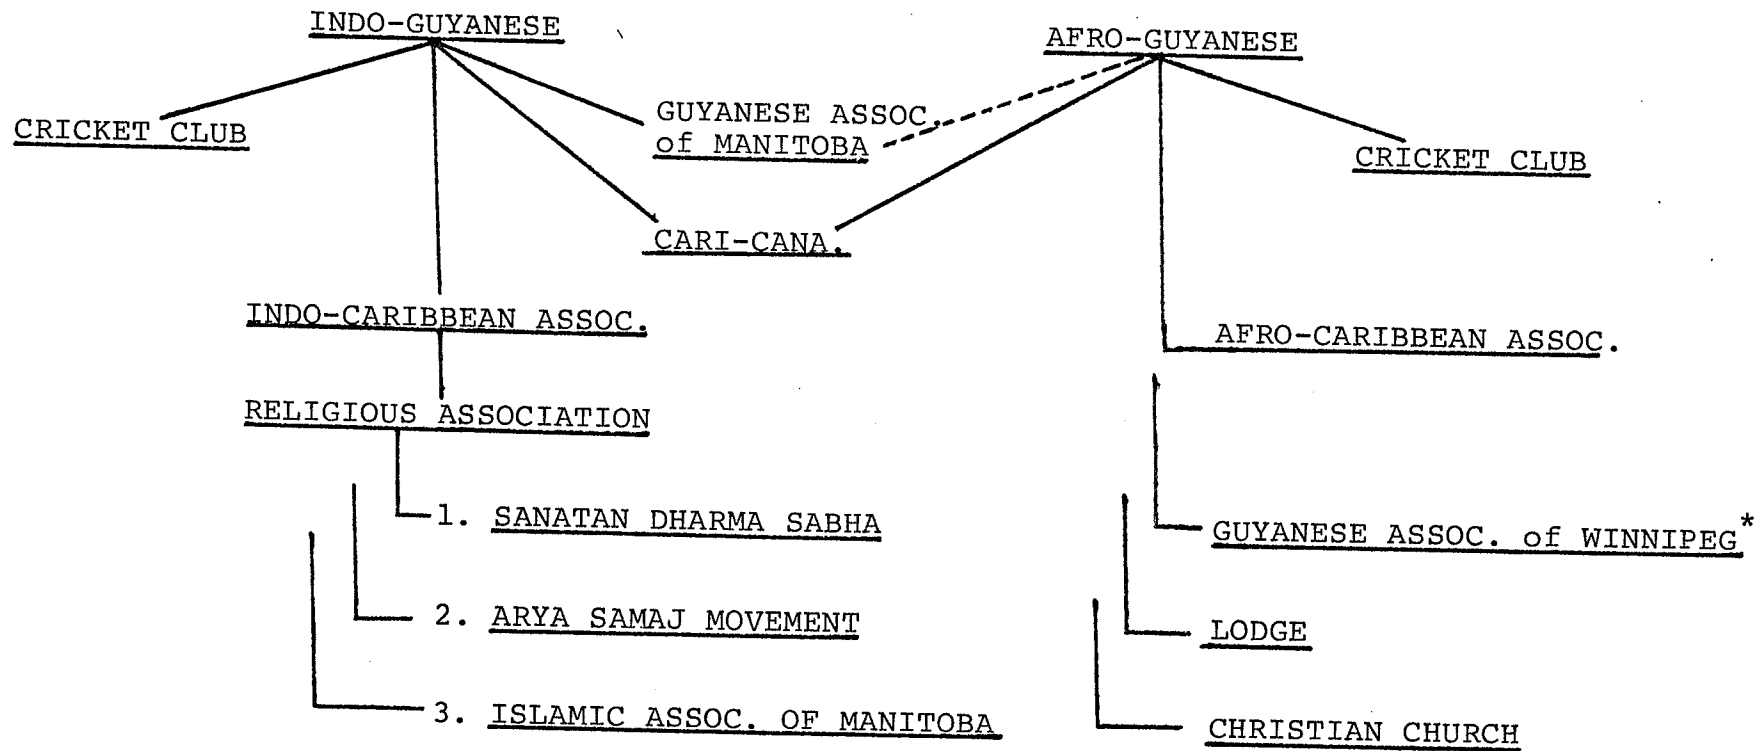 INDO-GUYANESE
AFRO-GUYANESE
CRICKET CLUB
GUYANESE ASSOC.
of MANITOBA
CRICKET CLUB
CARI-CANA.
INDO-CARIBBEAN ASSOC.
AFRO-CARIBBEAN ASSOC.
RELIGIOUS ASSOCIATION
1. SANATAN DHARMA SABHA
GUYANESE ASSOC. of WINNIPEG*
2. ARYA SAMAJ MOVEMENT
LODGE
3. ISLAMIC ASSOC. OF MANITOBA
CHRISTIAN CHURCH